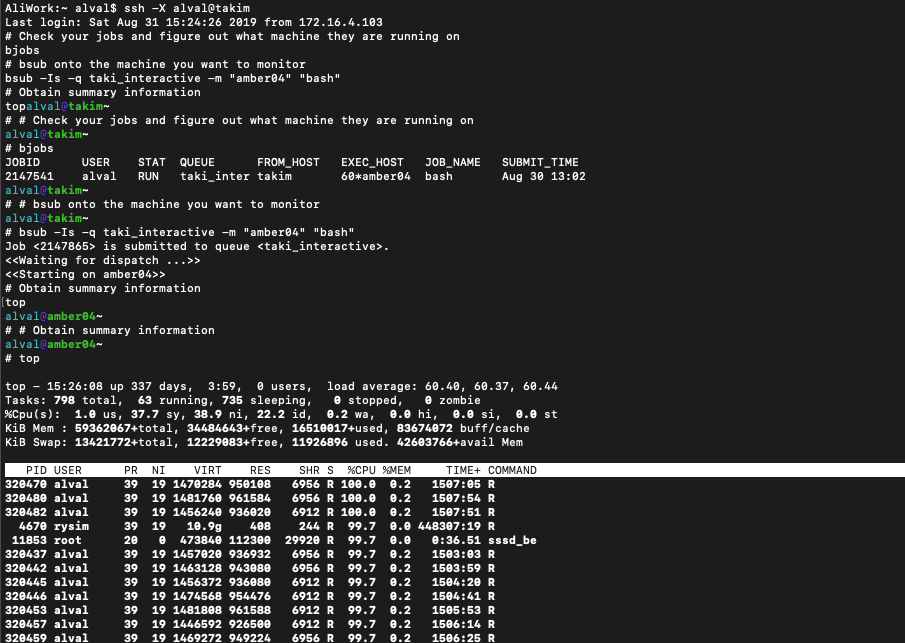 AliWork:~ alval$ ssh -X alval@takim
Last login: Sat Aug 31 15:24:26 2019 from 172.16.4.103
# Check your jobs and figure out what machine they are running on
bjobs
# bsub onto the machine you want to monitor
bsub -Is -q taki_interactive -m "amber04" "bash"
# Obtain summary information
topalval@takim~
# # Check your jobs and figure out what machine they are running on
alval@takim~
# bjobs
JOBID      USER    STAT  QUEUE      FROM_HOST   EXEC_HOST   JOB_NAME   SUBMIT_TIME
2147541    alval   RUN   taki_inter takim       60*amber04  bash       Aug 30 13:02
alval@takim~
# # bsub onto the machine you want to monitor
alval@takim~
# bsub -Is -q taki_interactive -m "amber04" "bash"
Job <2147865> is submitted to queue <taki_interactive>.
<<Waiting for dispatch ...>>
<<Starting on amber04>>
# Obtain summary information
[top
alval@amber04~
# # Obtain summary information
alval@amber04~
# top
top - 15:26:08 up 337 days,  3:59,  0 users,  load average: 60.40, 60.37, 60.44
Tasks: 798 total,  63 running, 735 sleeping,   0 stopped,   0 zombie
%Cpu(s):  1.0 us, 37.7 sy, 38.9 ni, 22.2 id,  0.2 wa,  0.0 hi,  0.0 si,  0.0 st
KiB Mem : 59362067+total, 34484643+free, 16510017+used, 83674072 buff/cache
KiB Swap: 13421772+total, 12229083+free, 11926896 used. 42603766+avail Mem
PID USER      PR  NI    VIRT    RES    SHR S  %CPU %MEM     TIME+ COMMAND
320470 alval     39  19 1470284 950108   6956 R 100.0  0.2   1507:05 R
320480 alval     39  19 1481760 961584   6956 R 100.0  0.2   1507:54 R
320482 alval     39  19 1456240 936020   6912 R 100.0  0.2   1507:51 R
4670 rysim     39  19   10.9g    408    244 R  99.7  0.0 448307:19 R
11853 root      20   0  473840 112300  29920 R  99.7  0.0   0:36.51 sssd_be
320437 alval     39  19 1457020 936932   6956 R  99.7  0.2   1503:03 R
320442 alval     39  19 1463128 943080   6956 R  99.7  0.2   1503:59 R
320445 alval     39  19 1456372 936080   6912 R  99.7  0.2   1504:20 R
320446 alval     39  19 1474568 954476   6912 R  99.7  0.2   1504:41 R
320453 alval     39  19 1481808 961588   6912 R  99.7  0.2   1505:53 R
320457 alval     39  19 1446592 926500   6912 R  99.7  0.2   1506:14 R
320459 alval     39  19 1469272 949224   6956 R  99.7  0.2   1506:25 R